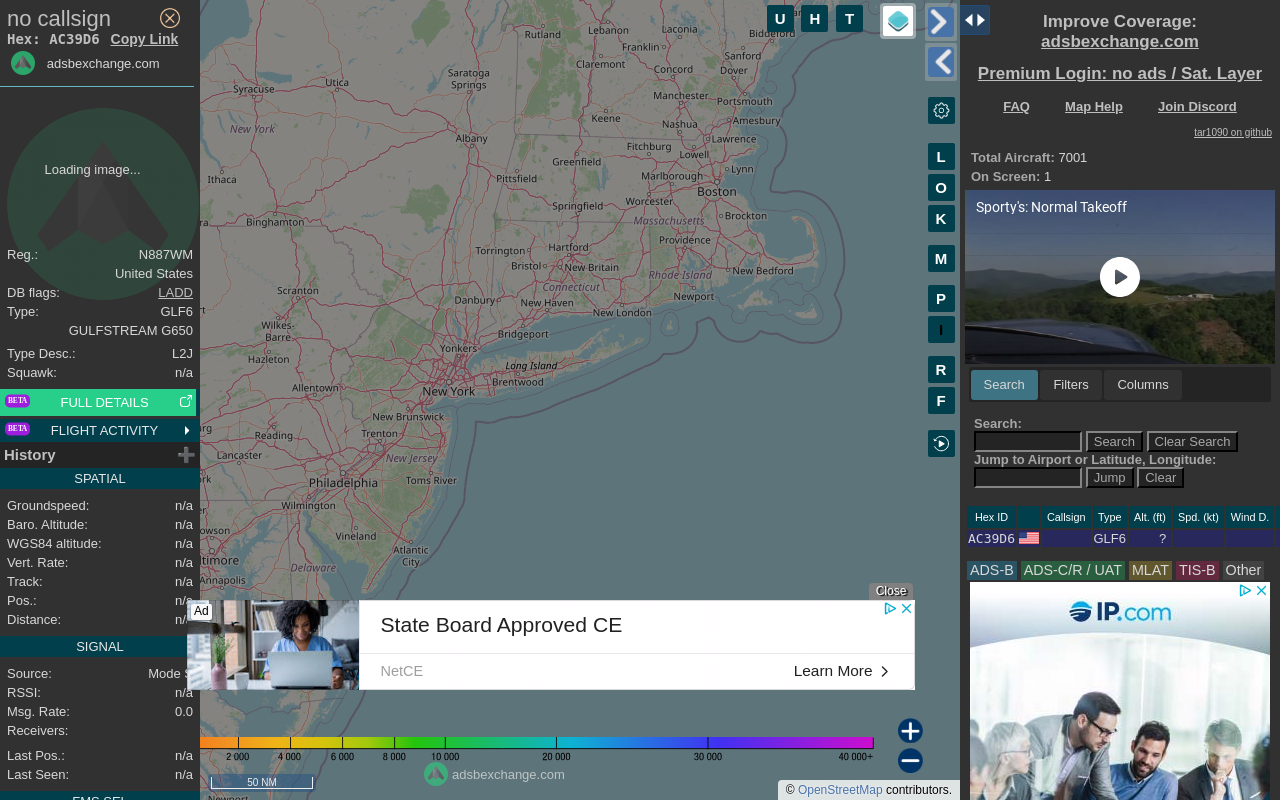 no callsign
Hex: AC39D6 Copy Link
adsbexchange.com
Loading image...
Reg.: N887WM
United States
DB flags: LADD
Type: GLF6
GULFSTREAM G650
Type Desc.: L2J
Squawk: n/a
BETA FULL DETAILS
BETA FLIGHT ACTIVITY
History
SPATIAL
Groundspeed: n/a
Baro. Altitude: n/a
WGS84 altitude: n/a
Vert. Rate: n/a
Track: n/a
Pos.: n/a
Distance: n/a
SIGNAL
Source: Mode S
RSSI: n/a
Msg. Rate: 0.0
Receivers:
Last Pos.: n/a
Last Seen: n/a
FMS SEL
U H T
L
O
K
M
P
I
R
F
Rutland
Lebanon
Laconia
Biddeford
Franklin
Claremont
Sanford
Concord
Dover
Saratoga
Springs
Utica
Syracuse
Manchester
Portsmouth
Keene
Nashua
Amesbury
New York
Albany
Lawrence
Fitchburg
Greenfield
Lowell
Ithaca
Pittsfield
Marlborough
Lynn
Boston
Springfield
Worcester
Binghamton
Massachusetts
Brockton
Torrington
Hartford
Providence
Bristol
New Britain
Rhode Island
New Bedford
Connecticut
Scranton
Danbury
New Haven
Newport
New London
Wilkes-
Barre
Bridgeport
Hazleton
Yonkers
Long Island
Allentown
New York
Brentwood
New Brunswick
Reading
Trenton
Lancaster
New Jersey
Philadelphia
Toms River
Wilmington
Vineland
Atlantic
City
Annapolis
Delaware
Close
Ad
State Board Approved CE
NetCE
Learn More
2 000 4 000 6 000 8 000 10 000 20 000 30 000 40 000+
adsbexchange.com
50 NM
© OpenStreetMap contributors.
Improve Coverage:
adsbexchange.com
Premium Login: no ads / Sat. Layer
FAQ Map Help Join Discord
tar1090 on github
Total Aircraft: 7001
On Screen: 1
Sporty's: Normal Takeoff
Search Filters Columns
Search:
Search Clear Search
Jump to Airport or Latitude, Longitude:
Jump Clear
Hex ID Callsign Type Alt. (ft) Spd. (kt) Wind D.
AC39D6 GLF6 ?
ADS-B ADS-C/R / UAT MLAT TIS-B Other
IP.com